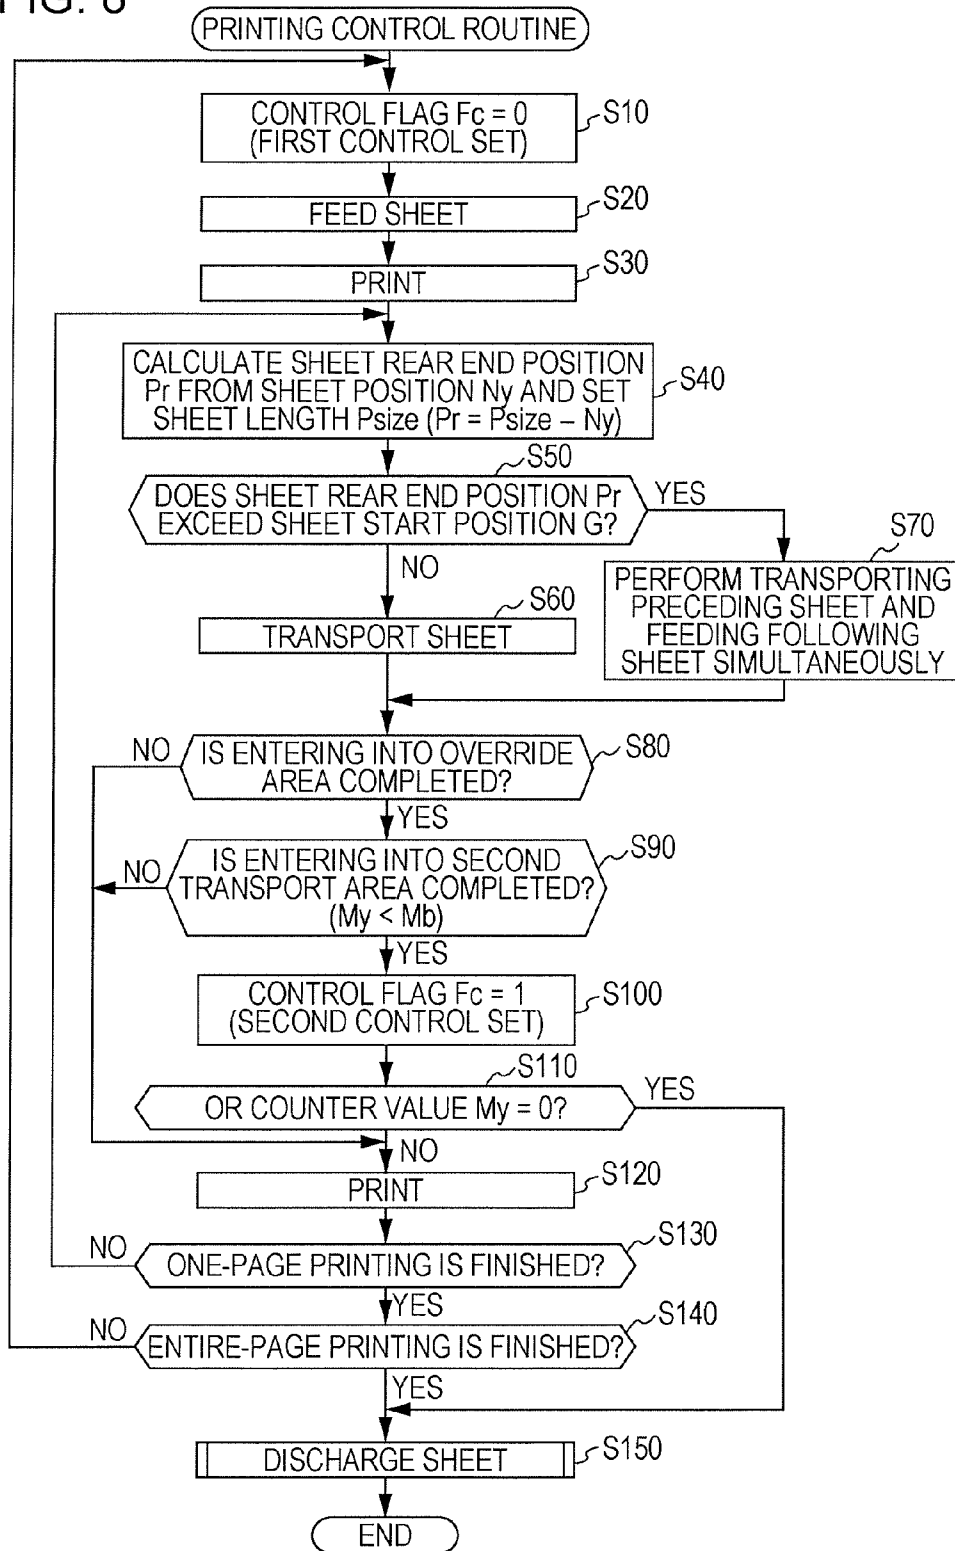 FIG. 6
PRINTING CONTROL ROUTINE
CONTROL FLAG Fc = 0
(FIRST CONTROL SET)
S10
FEED SHEET
S20
PRINT
S30
CALCULATE SHEET REAR END POSITION
Pr FROM SHEET POSITION Ny AND SET
SHEET LENGTH Psize (Pr = Psize – Ny)
S40
S50
DOES SHEET REAR END POSITION Pr
EXCEED SHEET START POSITION G?
YES
NO
S70
PERFORM TRANSPORTING
PRECEDING SHEET AND
FEEDING FOLLOWING
SHEET SIMULTANEOUSLY
S60
TRANSPORT SHEET
S80
NO
IS ENTERING INTO OVERRIDE
AREA COMPLETED?
YES
S90
NO
IS ENTERING INTO SECOND
TRANSPORT AREA COMPLETED?
(My < Mb)
YES
CONTROL FLAG Fc = 1
(SECOND CONTROL SET)
S100
S110
OR COUNTER VALUE My = 0?
YES
NO
PRINT
S120
S130
NO
ONE-PAGE PRINTING IS FINISHED?
YES
S140
NO
ENTIRE-PAGE PRINTING IS FINISHED?
YES
DISCHARGE SHEET
S150
END